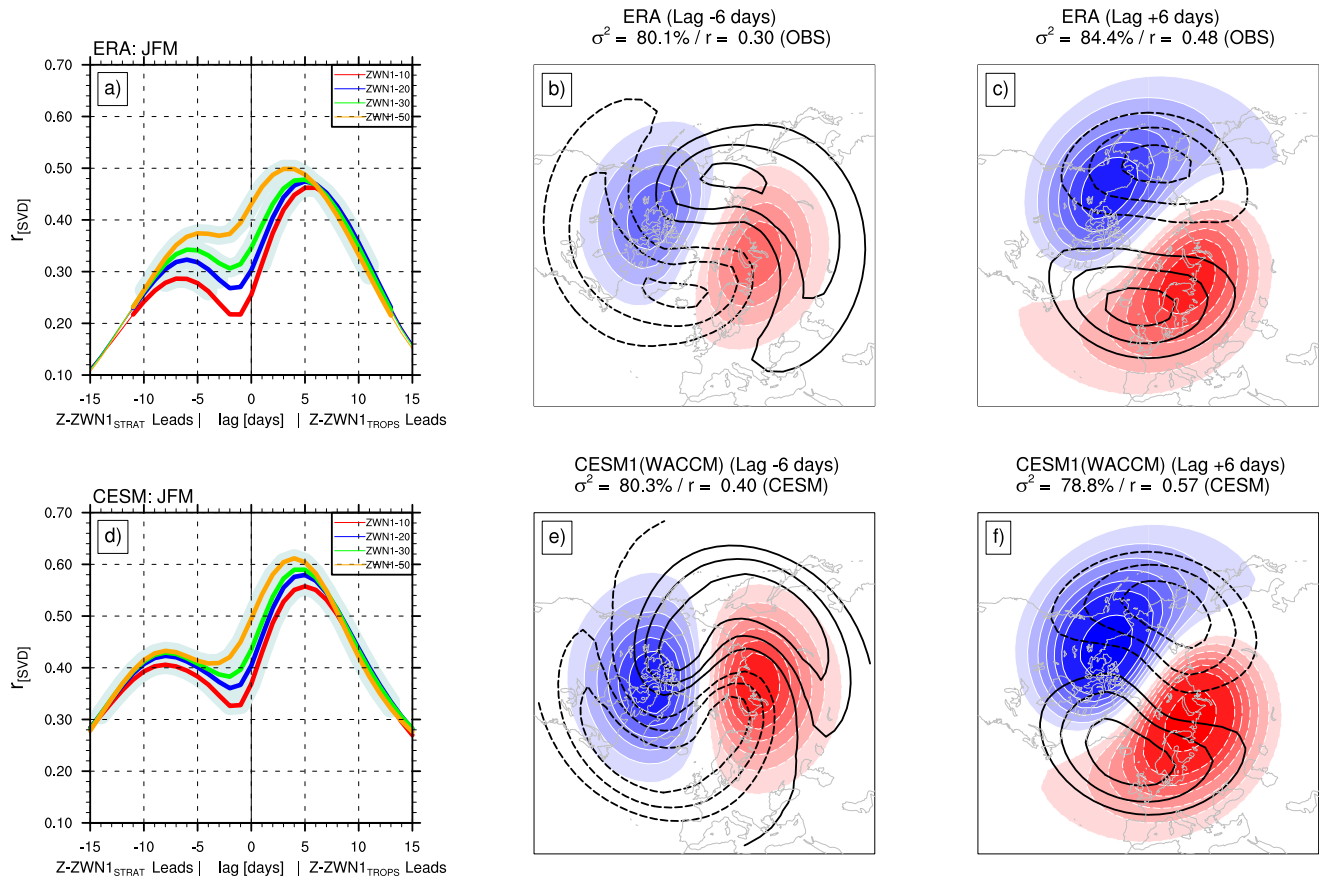 ERA: JFM
r[SVD]
0.70
0.60
0.50
0.40
0.30
0.20
0.10
a)
ZWN1-10
ZWN1-20
ZWN1-30
ZWN1-50
-15 -10 -5 0 5 10 15
Z-ZWN1STRAT Leads | lag [days] | Z-ZWN1TROPS Leads
ERA (Lag -6 days)
σ2 = 80.1% / r = 0.30 (OBS)
b)
ERA (Lag +6 days)
σ2 = 84.4% / r = 0.48 (OBS)
c)
CESM: JFM
r[SVD]
0.70
0.60
0.50
0.40
0.30
0.20
0.10
d)
ZWN1-10
ZWN1-20
ZWN1-30
ZWN1-50
-15 -10 -5 0 5 10 15
Z-ZWN1STRAT Leads | lag [days] | Z-ZWN1TROPS Leads
CESM1(WACCM) (Lag -6 days)
σ2 = 80.3% / r = 0.40 (CESM)
e)
CESM1(WACCM) (Lag +6 days)
σ2 = 78.8% / r = 0.57 (CESM)
f)